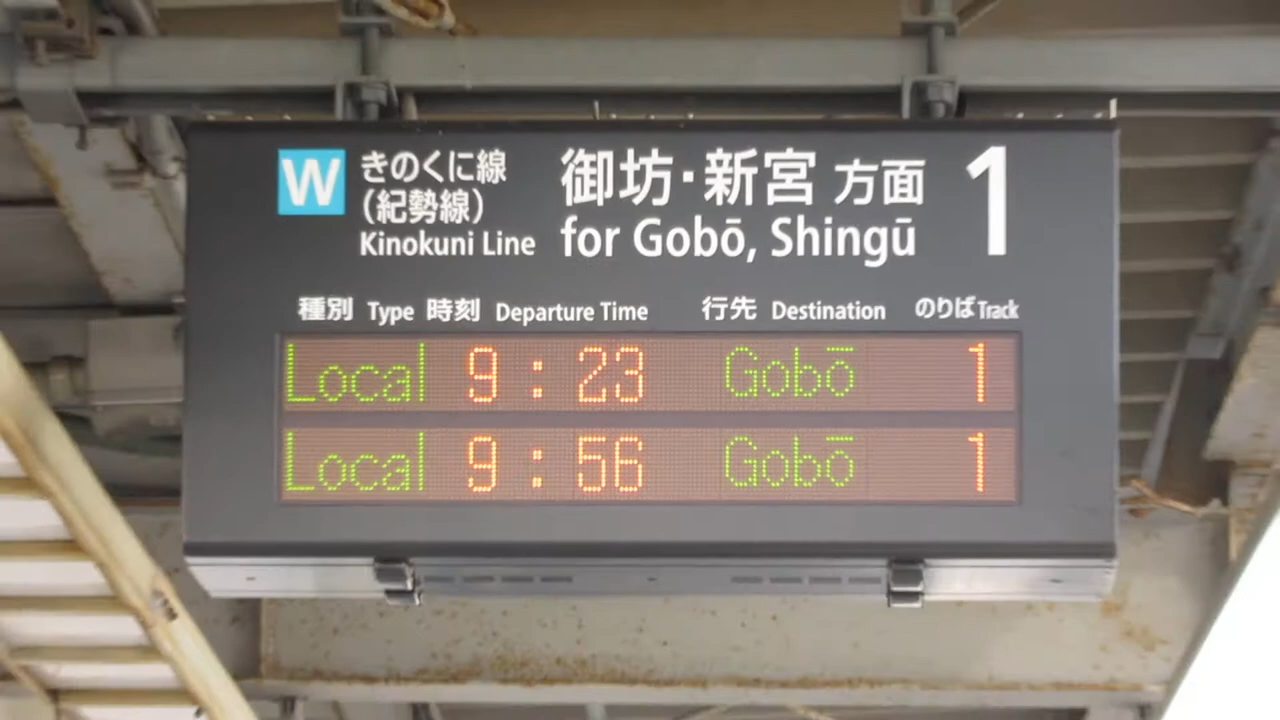 W きのくに線
(紀勢線)
Kinokuni Line
御坊・新宮 方面
for Gobō, Shingū
1
種別 Type 時刻 Departure Time 行先 Destination のりば Track
Local 9:23 Gobō 1
Local 9:56 Gobō 1